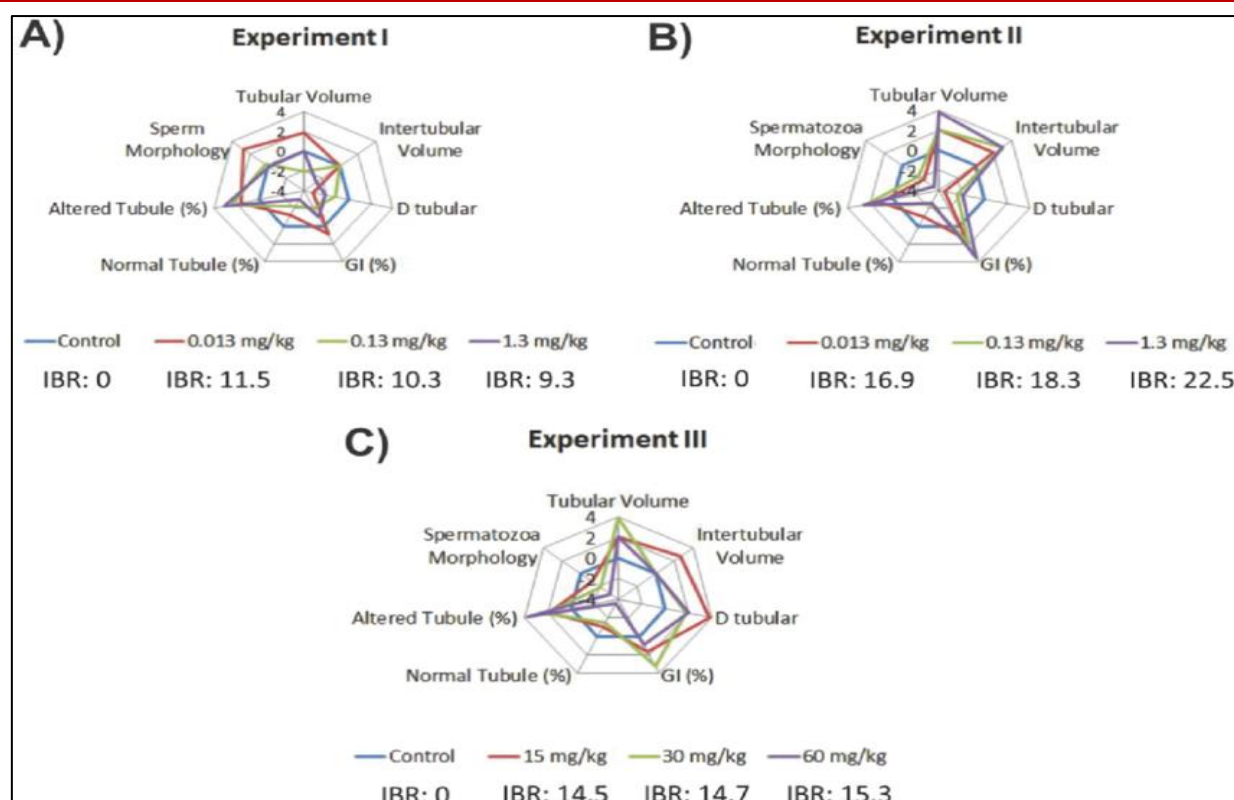 A)
Experiment I
Tubular Volume
4
2
0
-2
-4
Intertubular
Volume
D tubular
GI (%)
Normal Tubule (%)
Altered Tubule (%)
Sperm
Morphology
Control 0.013 mg/kg 0.13 mg/kg 1.3 mg/kg
IBR: 0 IBR: 11.5 IBR: 10.3 IBR: 9.3
B)
Experiment II
Tubular Volume
4
2
0
-2
-4
Intertubular
Volume
D tubular
GI (%)
Normal Tubule (%)
Altered Tubule (%)
Spermatozoa
Morphology
Control 0.013 mg/kg 0.13 mg/kg 1.3 mg/kg
IBR: 0 IBR: 16.9 IBR: 18.3 IBR: 22.5
C)
Experiment III
Tubular Volume
4
2
0
-2
-4
Intertubular
Volume
D tubular
GI (%)
Normal Tubule (%)
Altered Tubule (%)
Spermatozoa
Morphology
Control 15 mg/kg 30 mg/kg 60 mg/kg
IBR: 0 IBR: 14.5 IBR: 14.7 IBR: 15.3